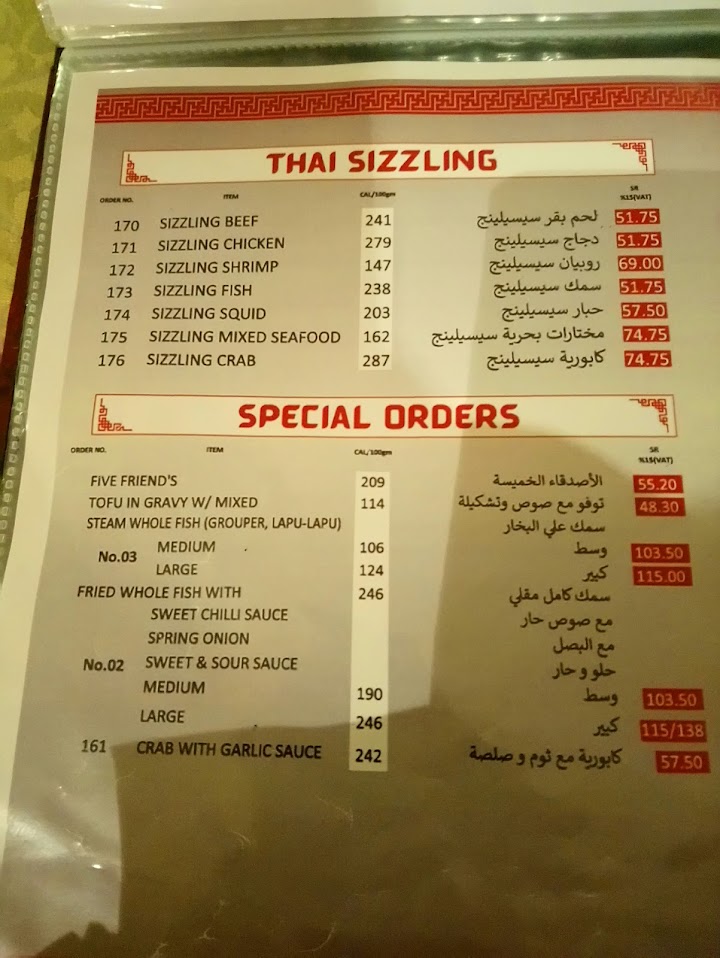 THAI SIZZLING
ORDER NO. ITEM CAL/100gm SR %15(VAT)
170 SIZZLING BEEF 241 لحم بقر سيسيلينج 51.75
171 SIZZLING CHICKEN 279 دجاج سيسيلينج 51.75
172 SIZZLING SHRIMP 147 روبيان سيسيلينج 69.00
173 SIZZLING FISH 238 سمك سيسيلينج 51.75
174 SIZZLING SQUID 203 حبار سيسيلينج 57.50
175 SIZZLING MIXED SEAFOOD 162 مختارات بحرية سيسيلينج 74.75
176 SIZZLING CRAB 287 كابورية سيسيلينج 74.75
SPECIAL ORDERS
ORDER NO. ITEM CAL/100gm SR %15(VAT)
FIVE FRIEND'S 209 الأصدقاء الخميسة 55.20
TOFU IN GRAVY W/ MIXED 114 توفو مع صوص وتشكيلة 48.30
STEAM WHOLE FISH (GROUPER, LAPU-LAPU) سمك علي البخار
No.03 MEDIUM 106 وسط 103.50
LARGE 124 كبير 115.00
FRIED WHOLE FISH WITH 246 سمك كامل مقلي
SWEET CHILLI SAUCE مع صوص حار
SPRING ONION مع البصل
No.02 SWEET & SOUR SAUCE حلو و حار
MEDIUM 190 وسط 103.50
LARGE 246 كبير 115/138
161 CRAB WITH GARLIC SAUCE 242 كابورية مع ثوم و صلصة 57.50